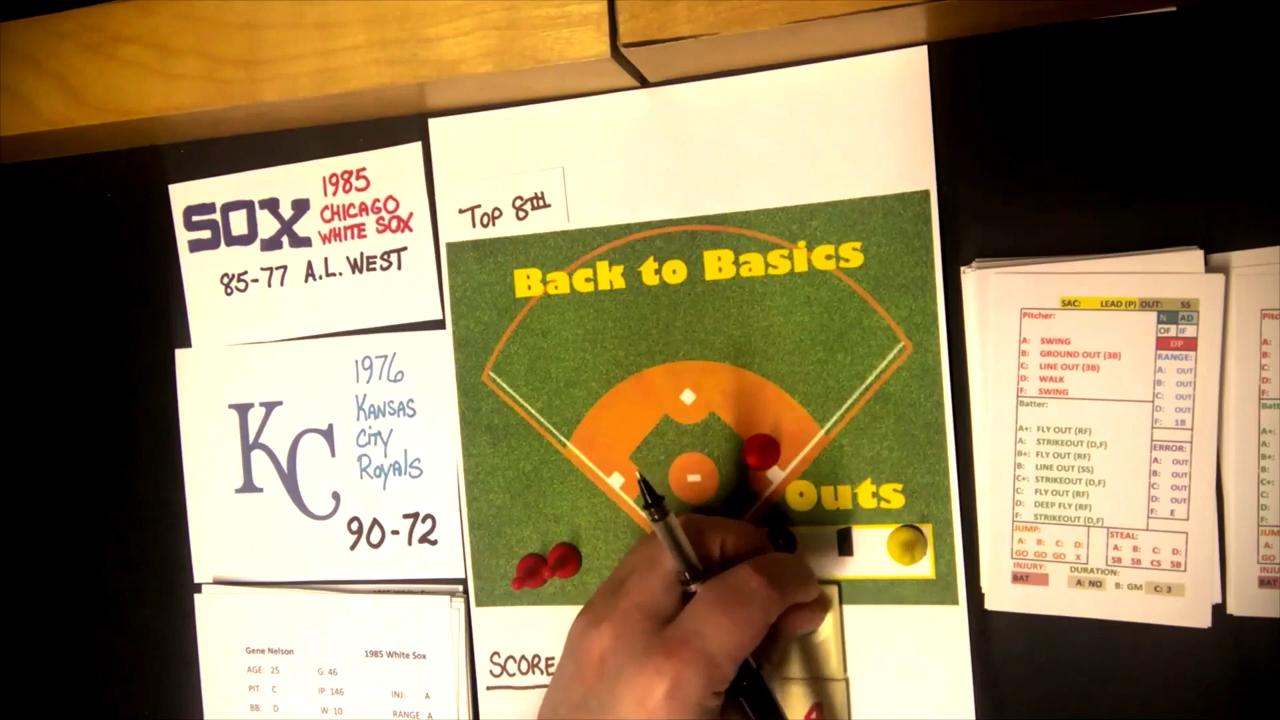 SOX
1985
CHICAGO
WHITE SOX
85-77 A.L. WEST
TOP 8TH
Back to Basics
Outs
KC
1976
KANSAS
CITY
ROYALS
90-72
SCORE
Gene Nelson 1985 White Sox
AGE: 25 G: 46
PIT: C IP: 146 INJ: A
BB: D W: 10 RANGE: A
SAC: LEAD (P) OUT: SS
Pitcher: N AD
OF IF
A: SWING DP
B: GROUND OUT (3B) RANGE:
C: LINE OUT (3B) A: OUT
D: WALK B: OUT
F: SWING C: OUT
Batter: D: OUT
F: 1B
A+: FLY OUT (RF)
A: STRIKEOUT (D,F) ERROR:
B+: FLY OUT (RF) A: OUT
B: LINE OUT (SS) B: OUT
C+: STRIKEOUT (D,F) C: OUT
C: FLY OUT (RF) D: OUT
D: DEEP FLY (RF) F: E
F: STRIKEOUT (D,F)
JUMP: STEAL:
A: B: C: D: A: B: C: D:
GO GO GO X SB SB CS SB
INJURY: DURATION:
BAT A: NO B: GM C: 3